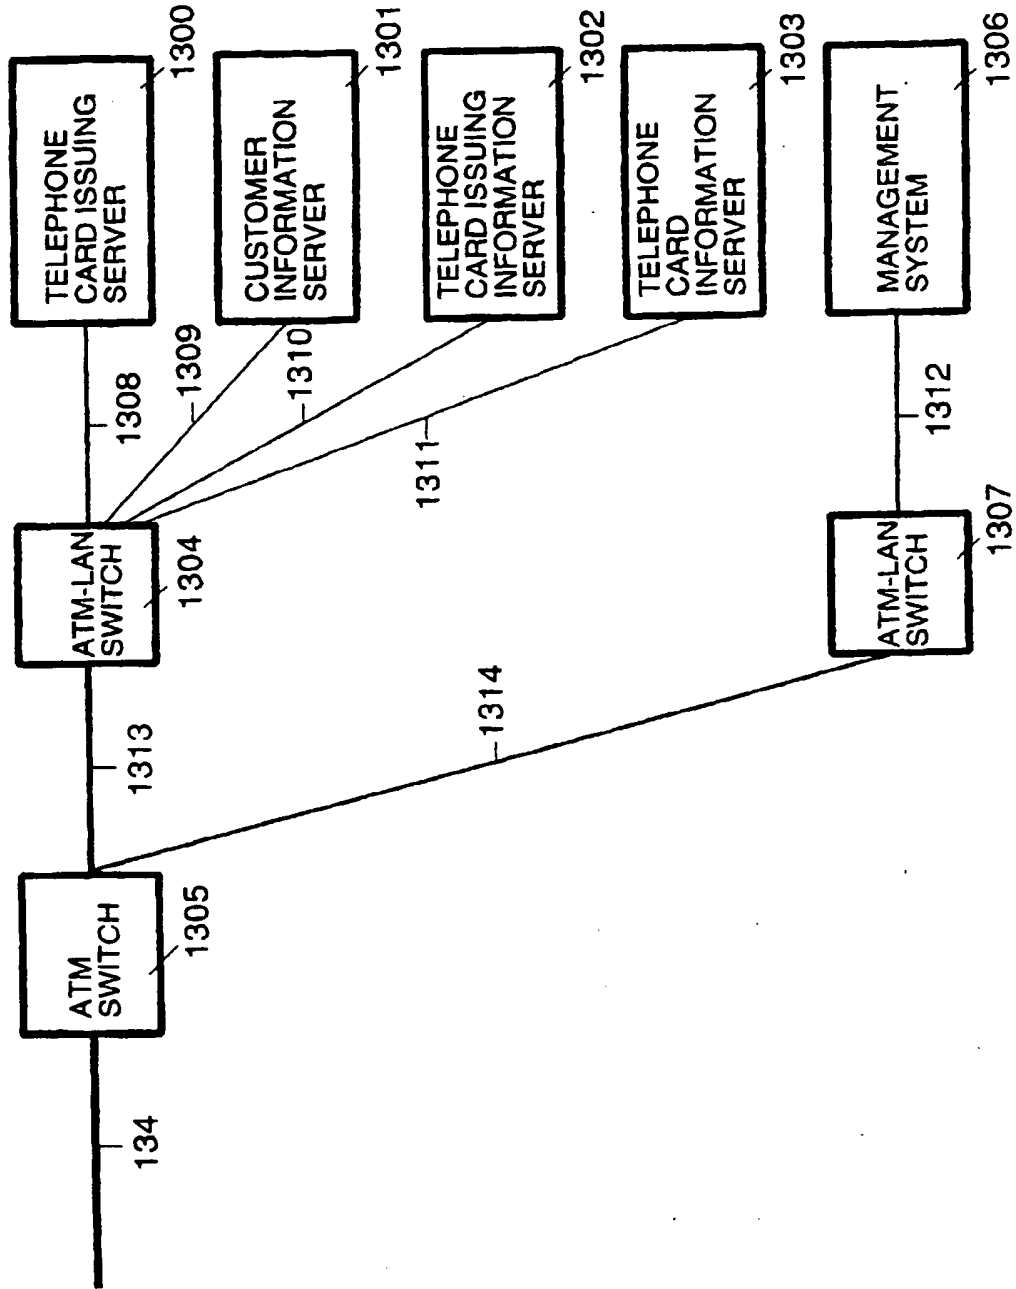 TELEPHONE
CARD ISSUING
SERVER
1300
CUSTOMER
INFORMATION
SERVER
1301
TELEPHONE
CARD ISSUING
INFORMATION
SERVER
1302
TELEPHONE
CARD
INFORMATION
SERVER
1303
MANAGEMENT
SYSTEM
1306
1308
1309
1310
1311
1312
ATM-LAN
SWITCH
1304
ATM-LAN
SWITCH
1307
1313
1314
ATM
SWITCH
1305
134